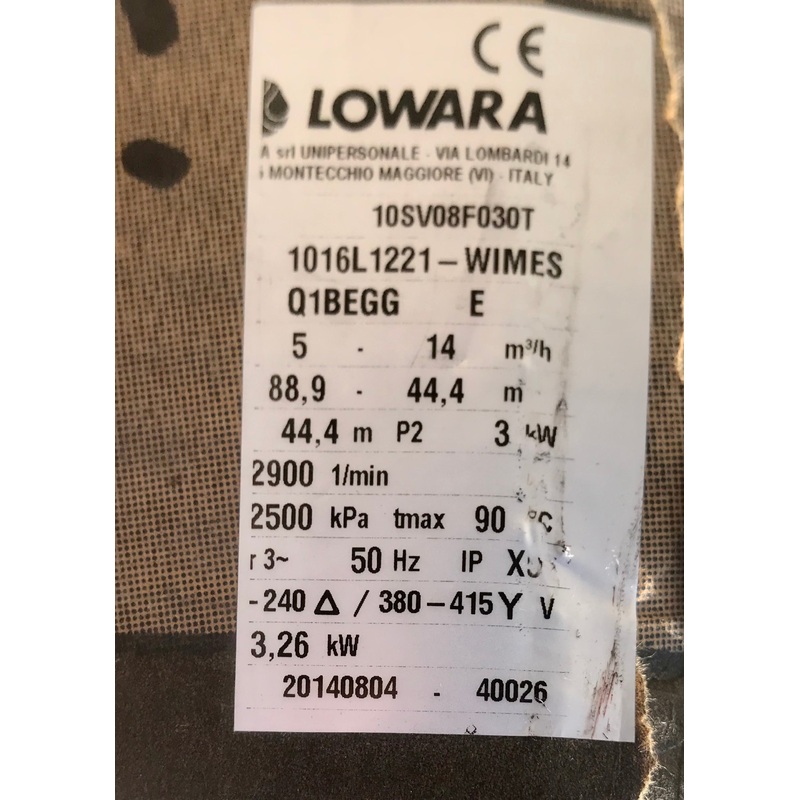 CE
LOWARA
A srl UNIPERSONALE - VIA LOMBARDI 14
MONTECCHIO MAGGIORE (VI) - ITALY
10SV08F030T
1016L1221-WIMES
Q1BEGG E
5 - 14 m³/h
88,9 - 44,4 m
44,4 m P2 3 kW
2900 1/min
2500 kPa tmax 90 °C
r 3~ 50 Hz IP
-240 Δ / 380-415 Y V
3,26 kW
20140804 - 40026